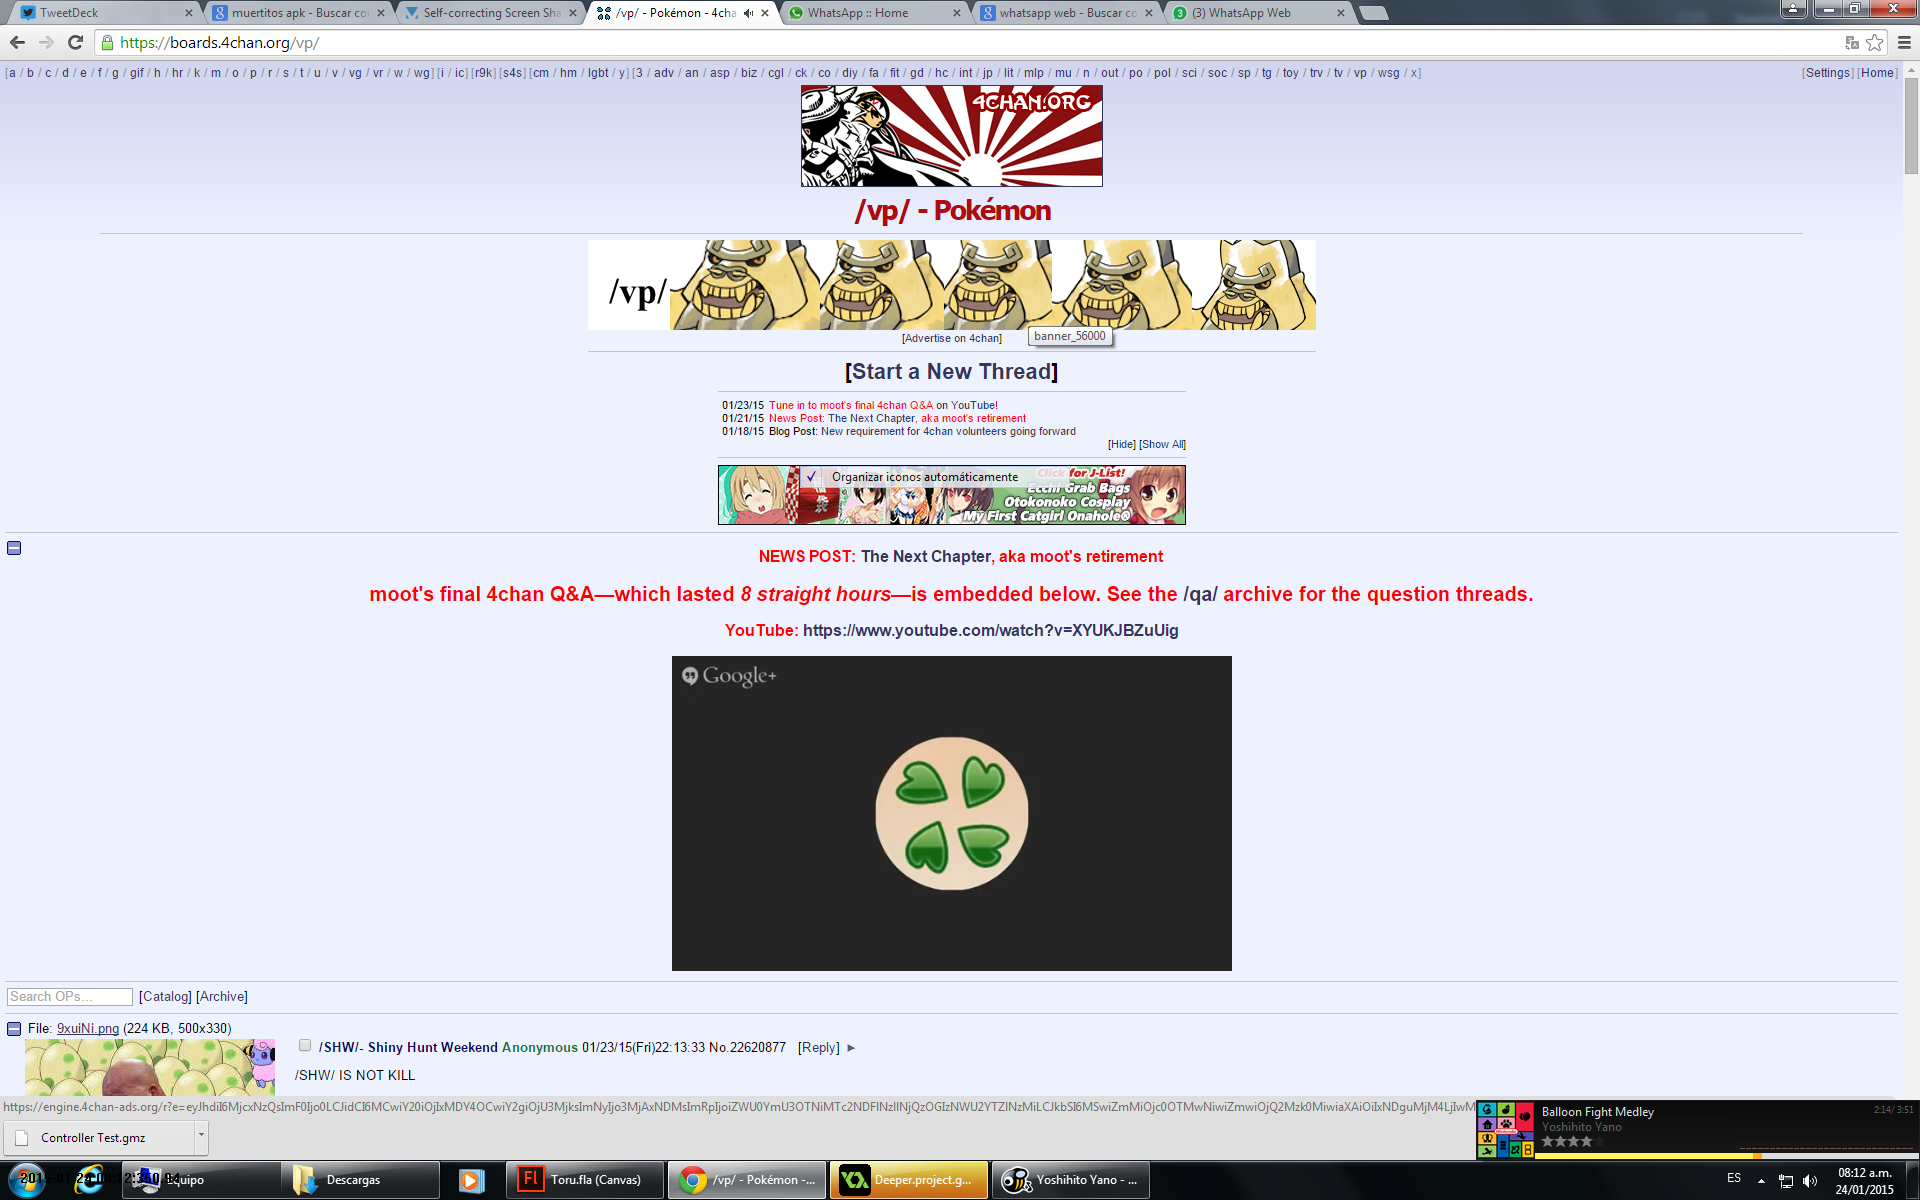 TweetDeck
muertitos apk - Buscar co
Self-correcting Screen Sha
/vp/ - Pokémon - 4cha
WhatsApp :: Home
whatsapp web - Buscar co
(3) WhatsApp Web
https://boards.4chan.org/vp/
[a / b / c / d / e / f / g / gif / h / hr / k / m / o / p / r / s / t / u / v / vg / vr / w / wg] [i / ic] [r9k] [s4s] [cm / hm / lgbt / y] [3 / adv / an / asp / biz / cgl / ck / co / diy / fa / fit / gd / hc / int / jp / lit / mlp / mu / n / out / po / pol / sci / soc / sp / tg / toy / trv / tv / vp / wsg / x]
[Settings] [Home]
4CHAN.ORG
/vp/ - Pokémon
/vp/
[Advertise on 4chan]
banner_56000
[Start a New Thread]
01/23/15 Tune in to moot's final 4chan Q&A on YouTube!
01/21/15 News Post: The Next Chapter, aka moot's retirement
01/18/15 Blog Post: New requirement for 4chan volunteers going forward
[Hide] [Show All]
Organizar iconos automáticamente
Click for J-List!
Ecchi Grab Bags
Otokonoko Cosplay
My First Catgirl Onahole®
NEWS POST: The Next Chapter, aka moot's retirement
moot's final 4chan Q&A—which lasted 8 straight hours—is embedded below. See the /qa/ archive for the question threads.
YouTube: https://www.youtube.com/watch?v=XYUKJBZuUig
Google+
Search OPs...
[Catalog] [Archive]
File: 9xuiNi.png (224 KB, 500x330)
/SHW/- Shiny Hunt Weekend Anonymous 01/23/15(Fri)22:13:33 No.22620877 [Reply] ►
/SHW/ IS NOT KILL
Controller Test.gmz
Balloon Fight Medley
2:14/ 3:51
Yoshihito Yano
Equipo
Descargas
Toru.fla (Canvas)
/vp/ - Pokémon -...
Deeper.project.g...
Yoshihito Yano - ...
ES
08:12 a.m.
24/01/2015